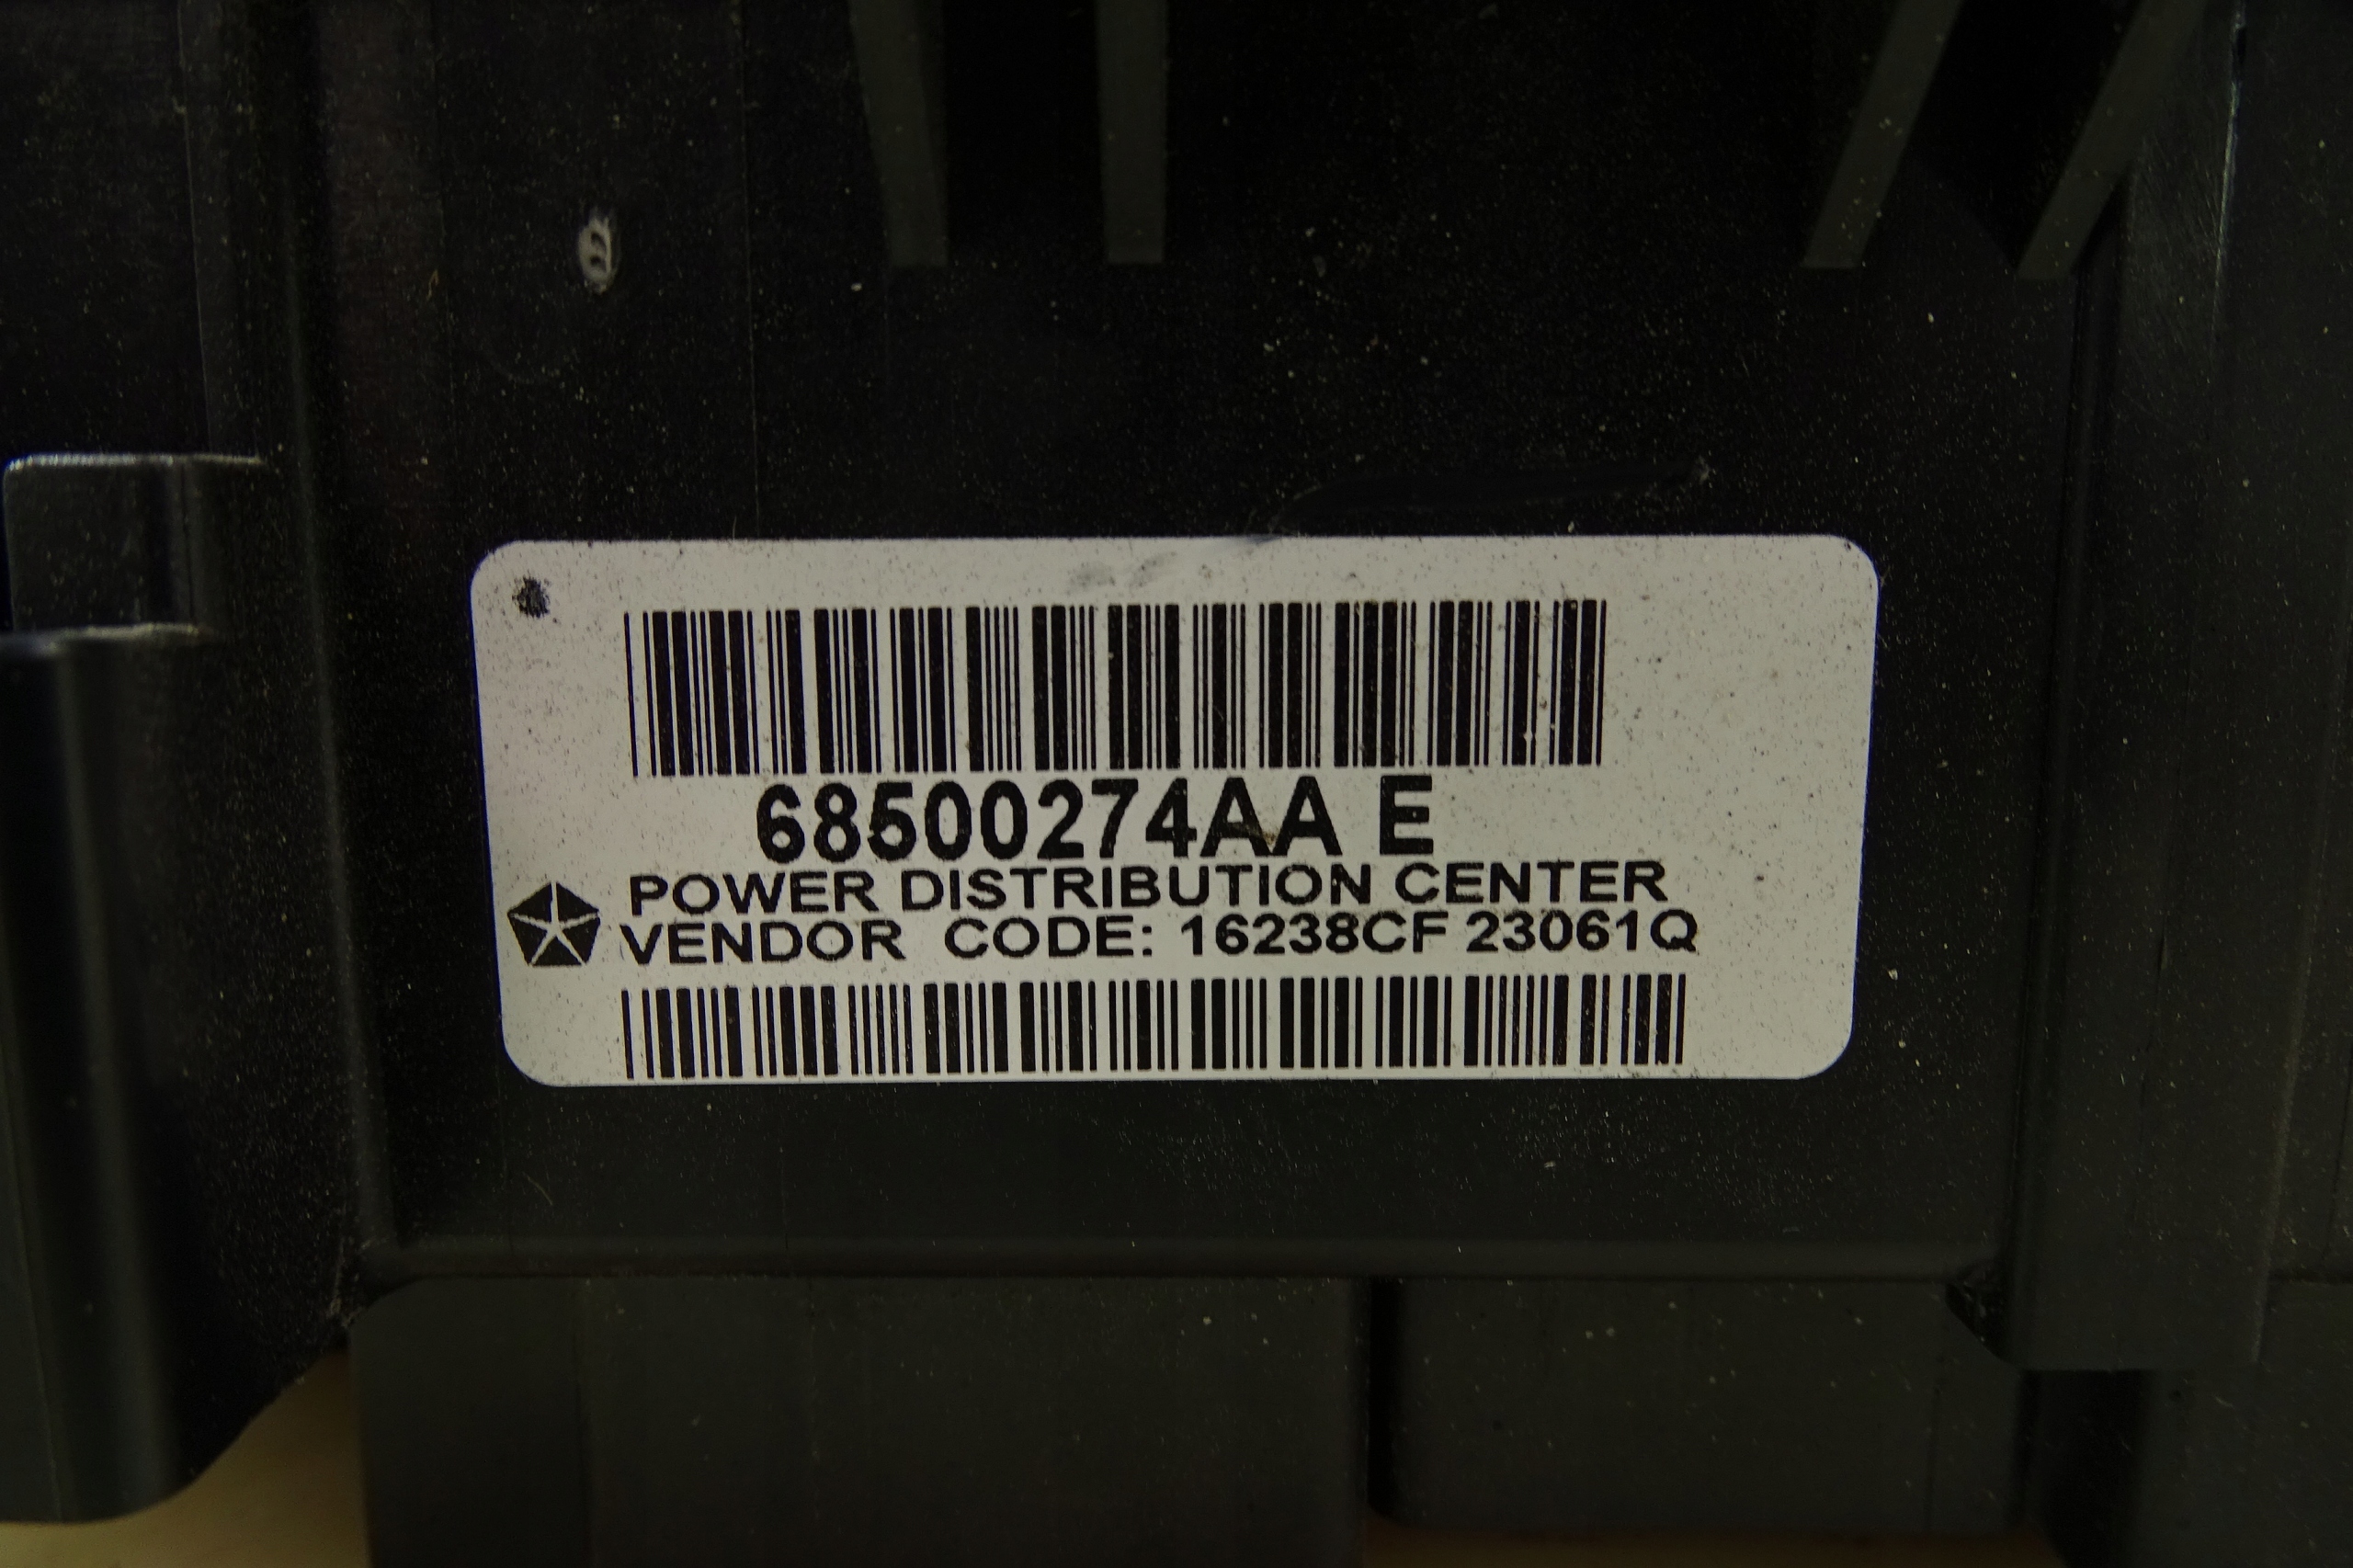 68500274AA E
POWER DISTRIBUTION CENTER
VENDOR CODE: 16238CF 23061Q